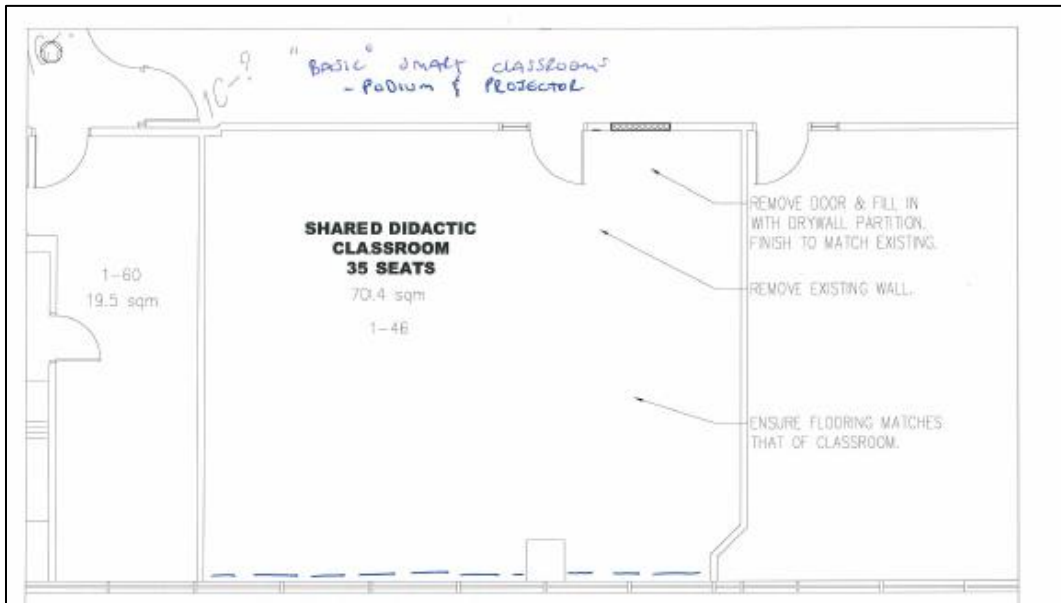 "BASIC" SMART CLASSROOMS
- PODIUM & PROJECTOR
1C-?
SHARED DIDACTIC
CLASSROOM
35 SEATS
70.4 sqm
1-46
1-60
19.5 sqm
REMOVE DOOR & FILL IN
WITH DRYWALL PARTITION.
FINISH TO MATCH EXISTING.
REMOVE EXISTING WALL.
ENSURE FLOORING MATCHES
THAT OF CLASSROOM.